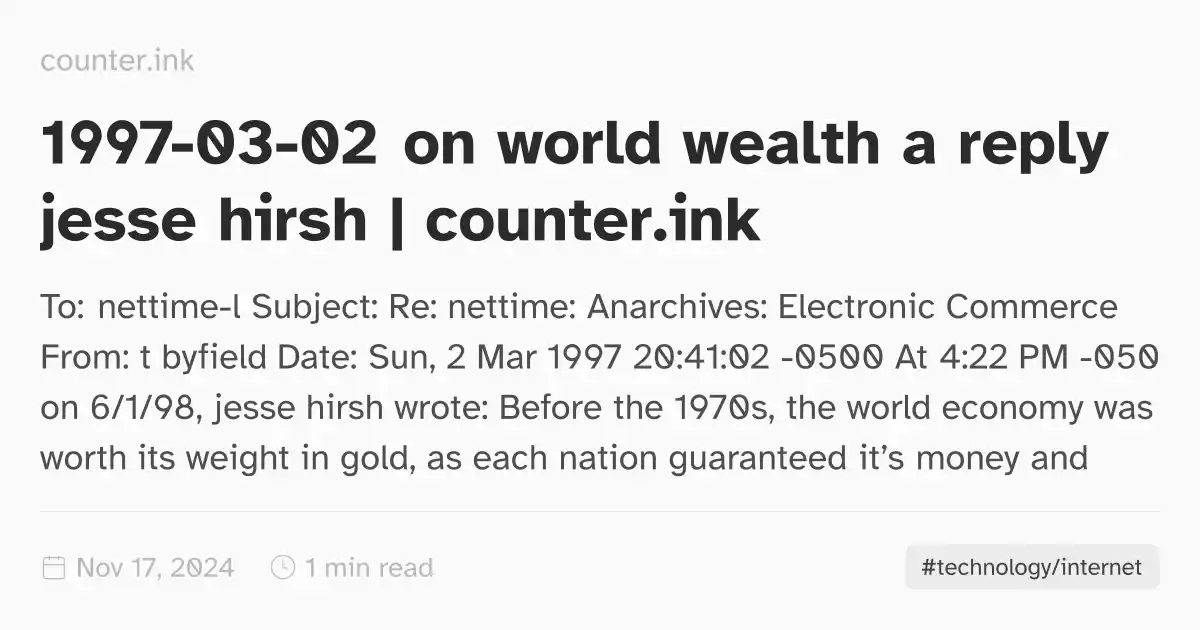 counter.ink
1997-03-02 on world wealth a reply
jesse hirsh | counter.ink
To: nettime-l Subject: Re: nettime: Anarchives: Electronic Commerce
From: t byfield Date: Sun, 2 Mar 1997 20:41:02 -0500 At 4:22 PM -050
on 6/1/98, jesse hirsh wrote: Before the 1970s, the world economy was
worth its weight in gold, as each nation guaranteed it’s money and
Nov 17, 2024 1 min read #technology/internet